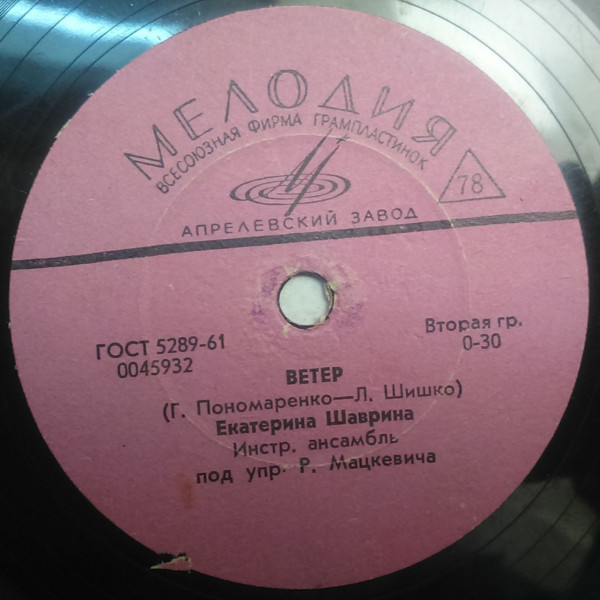 МЕЛОДИЯ
ВСЕСОЮЗНАЯ ФИРМА ГРАМПЛАСТИНОК
78
АПРЕЛЕВСКИЙ ЗАВОД
ГОСТ 5289-61
0045932
Вторая гр.
0-30
ВЕТЕР
(Г. Пономаренко—Л. Шишко)
Екатерина Шаврина
Инстр. ансамбль
под упр. Р. Мацкевича